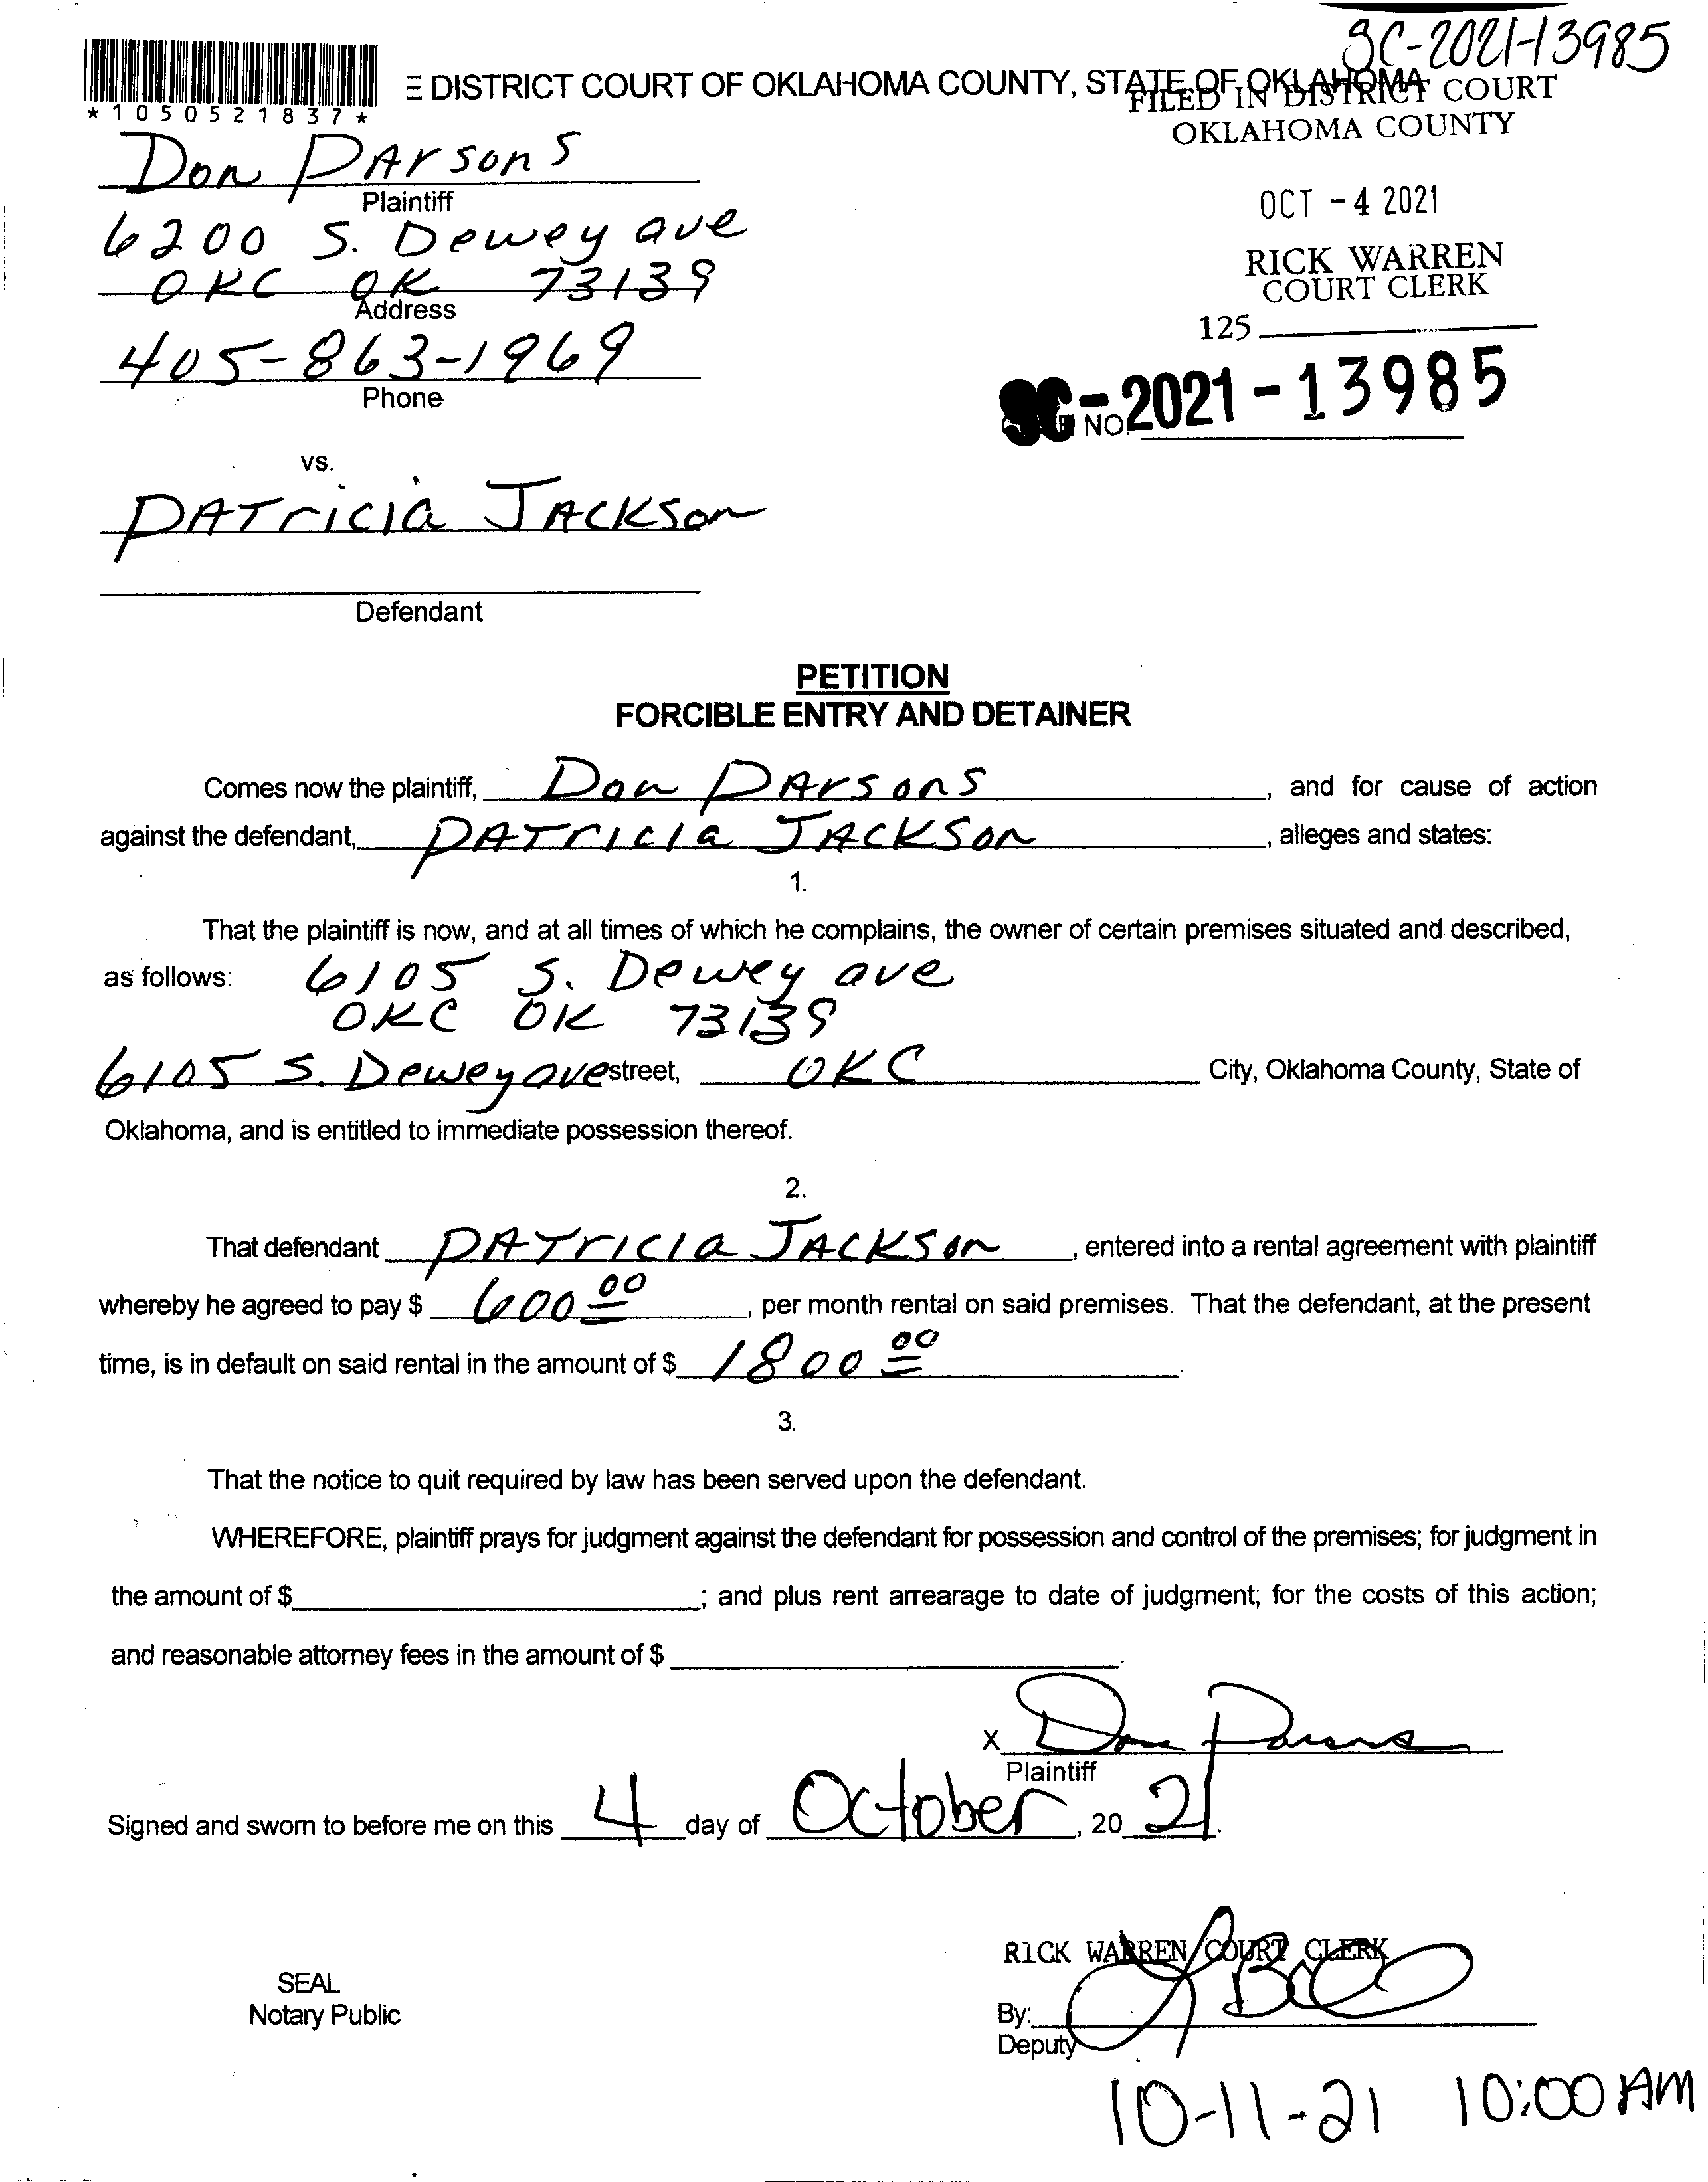 SC-2021-13985
E DISTRICT COURT OF OKLAHOMA COUNTY, STATE OF OKLAHOMA
FILED IN DISTRICT COURT
OKLAHOMA COUNTY
*1050521837*
Don Parsons
Plaintiff
OCT -4 2021
6200 S. Dewey ave
OKC OK 73139
Address
RICK WARREN
COURT CLERK
125
405-863-1969
Phone
SC-2021-13985
NO.
vs.
Patricia Jackson
Defendant
PETITION
FORCIBLE ENTRY AND DETAINER
Comes now the plaintiff, Don Parsons, and for cause of action
against the defendant, Patricia Jackson, alleges and states:
1.
That the plaintiff is now, and at all times of which he complains, the owner of certain premises situated and described,
as follows: 6105 S. Dewey ave
OKC OK 73139
6105 S. Dewey ave street, OKC City, Oklahoma County, State of
Oklahoma, and is entitled to immediate possession thereof.
2.
That defendant Patricia Jackson, entered into a rental agreement with plaintiff
whereby he agreed to pay $ 600 00, per month rental on said premises. That the defendant, at the present
time, is in default on said rental in the amount of $ 1800 00.
3.
That the notice to quit required by law has been served upon the defendant.
WHEREFORE, plaintiff prays for judgment against the defendant for possession and control of the premises; for judgment in
the amount of $ ; and plus rent arrearage to date of judgment; for the costs of this action;
and reasonable attorney fees in the amount of $ .
X Don Parsons
Plaintiff
Signed and sworn to before me on this 4 day of October, 20 21.
RICK WARREN COURT CLERK
SEAL
Notary Public
By:
Deputy
10-11-21 10:00 AM